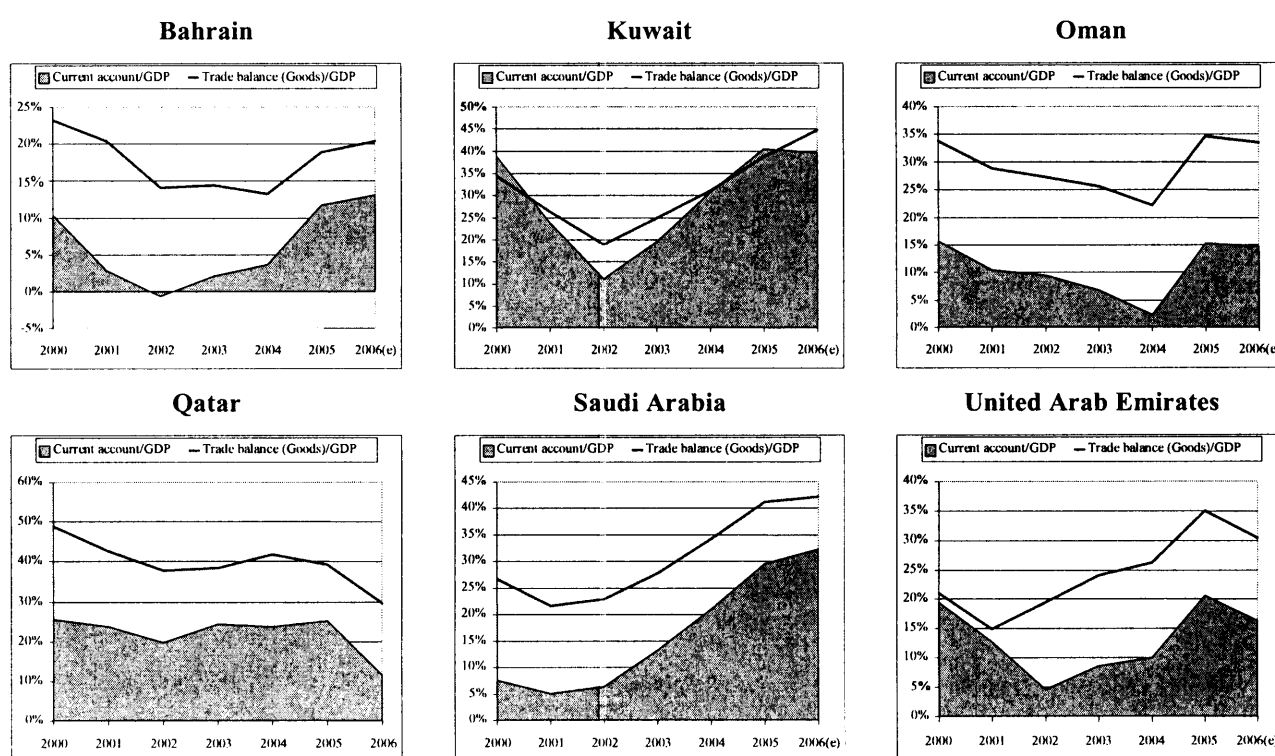 Bahrain
Current account/GDP — Trade balance (Goods)/GDP
25%
20%
15%
10%
5%
0%
-5%
2000 2001 2002 2003 2004 2005 2006(e)
Kuwait
Current account/GDP — Trade balance (Goods)/GDP
50%
45%
40%
35%
30%
25%
20%
15%
10%
5%
0%
2000 2001 2002 2003 2004 2005 2006(e)
Oman
Current account/GDP — Trade balance (Goods)/GDP
40%
35%
30%
25%
20%
15%
10%
5%
0%
2000 2001 2002 2003 2004 2005 2006(e)
Qatar
Current account/GDP — Trade balance (Goods)/GDP
60%
50%
40%
30%
20%
10%
0%
2000 2001 2002 2003 2004 2005 2006
Saudi Arabia
Current account/GDP — Trade balance (Goods)/GDP
45%
40%
35%
30%
25%
20%
15%
10%
5%
0%
2000 2001 2002 2003 2004 2005 2006(e)
United Arab Emirates
Current account/GDP — Trade balance (Goods)/GDP
40%
35%
30%
25%
20%
15%
10%
5%
0%
2000 2001 2002 2003 2004 2005 2006(e)